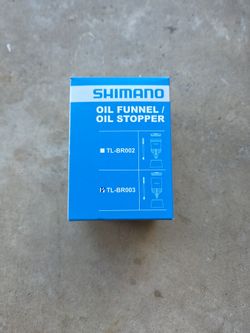 SHIMANO
OIL FUNNEL /
OIL STOPPER
TL-BR002
TL-BR003